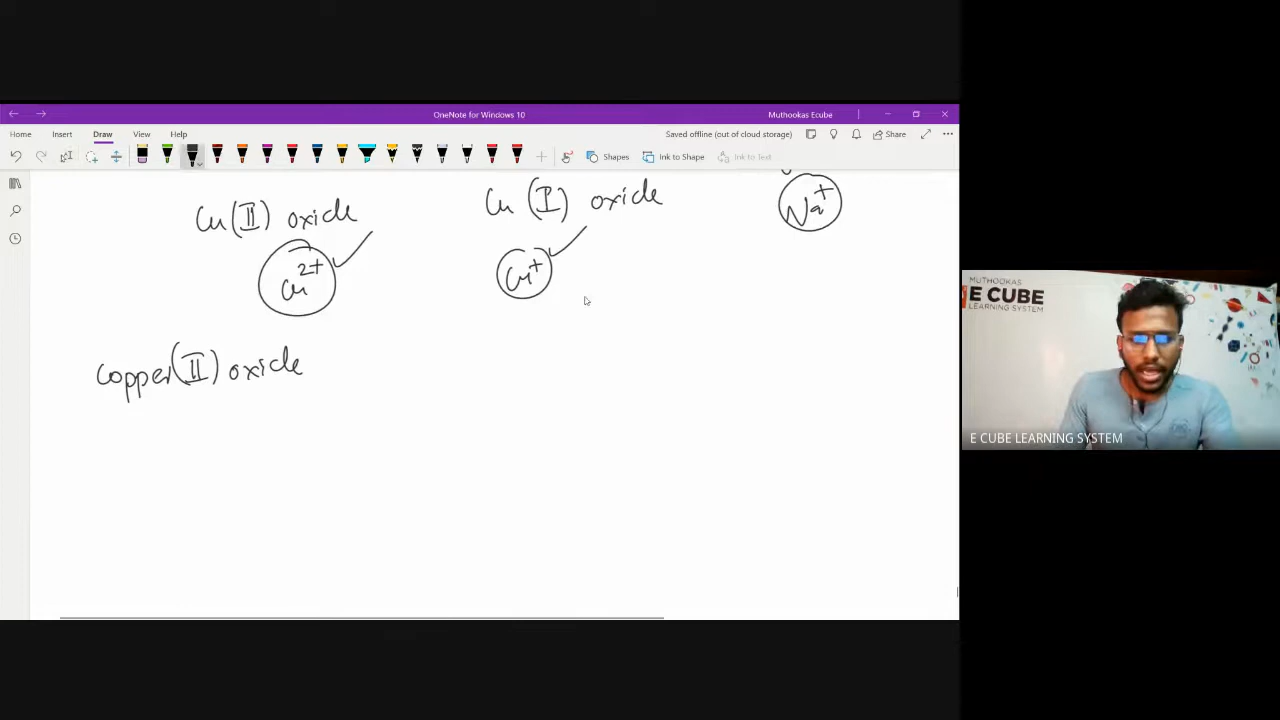 OneNote for Windows 10
Muthookas Ecube
Home Insert Draw View Help
Saved offline (out of cloud storage)
Share
Shapes
Ink to Shape
Ink to Text
Cu(II) oxide
Cu (I) oxide
Na+
Cu2+
Cu+
Copper(II) oxide
MUTHOOKAS
E CUBE
LEARNING SYSTEM
E CUBE LEARNING SYSTEM